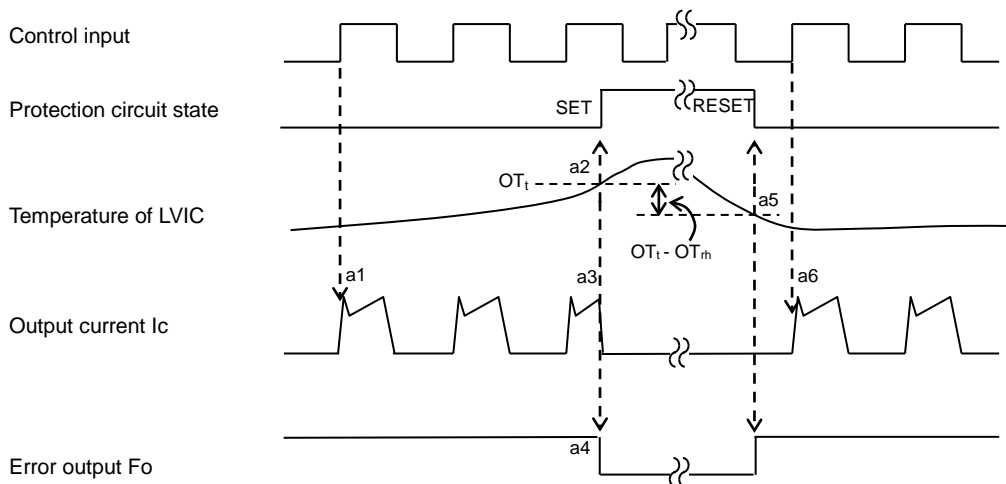 Control input
Protection circuit state
SET
RESET
a2
OTt
a5
Temperature of LVIC
OTt - OTrh
a1
a3
a6
Output current Ic
a4
Error output Fo